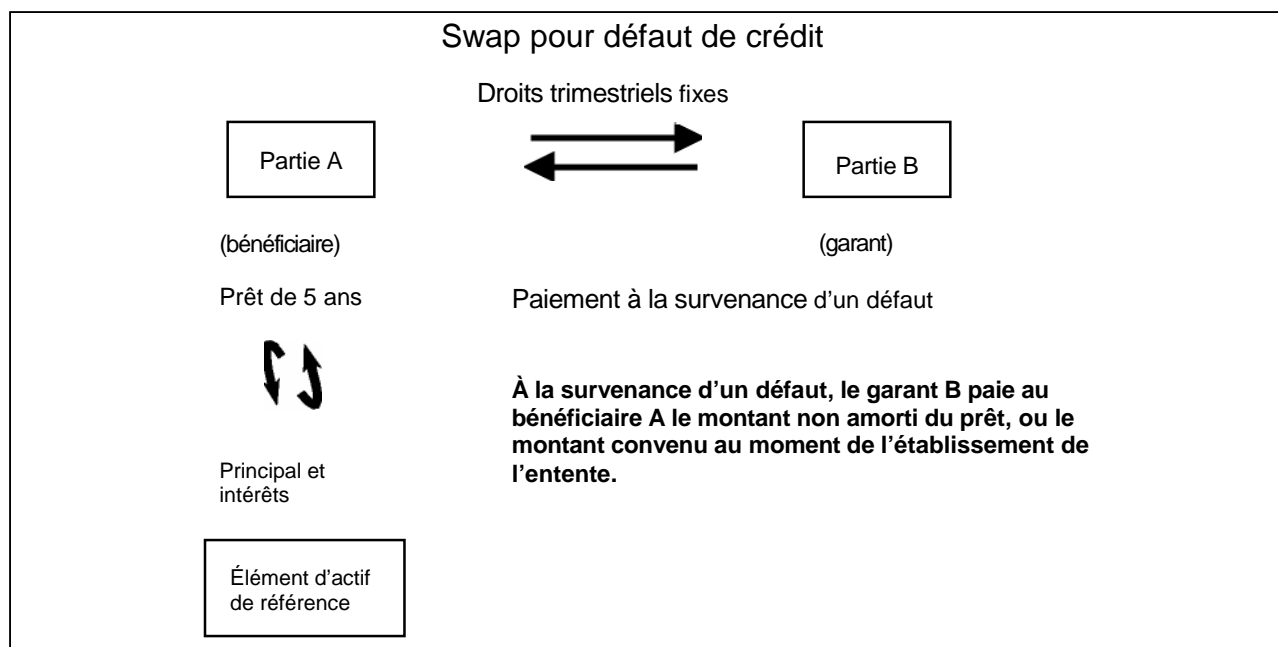 Swap pour défaut de crédit
Droits trimestriels fixes
Partie A
Partie B
(bénéficiaire)
(garant)
Prêt de 5 ans
Paiement à la survenance d’un défaut
À la survenance d’un défaut, le garant B paie au
bénéficiaire A le montant non amorti du prêt, ou le
montant convenu au moment de l’établissement de
l’entente.
Principal et
intérêts
Élément d’actif
de référence